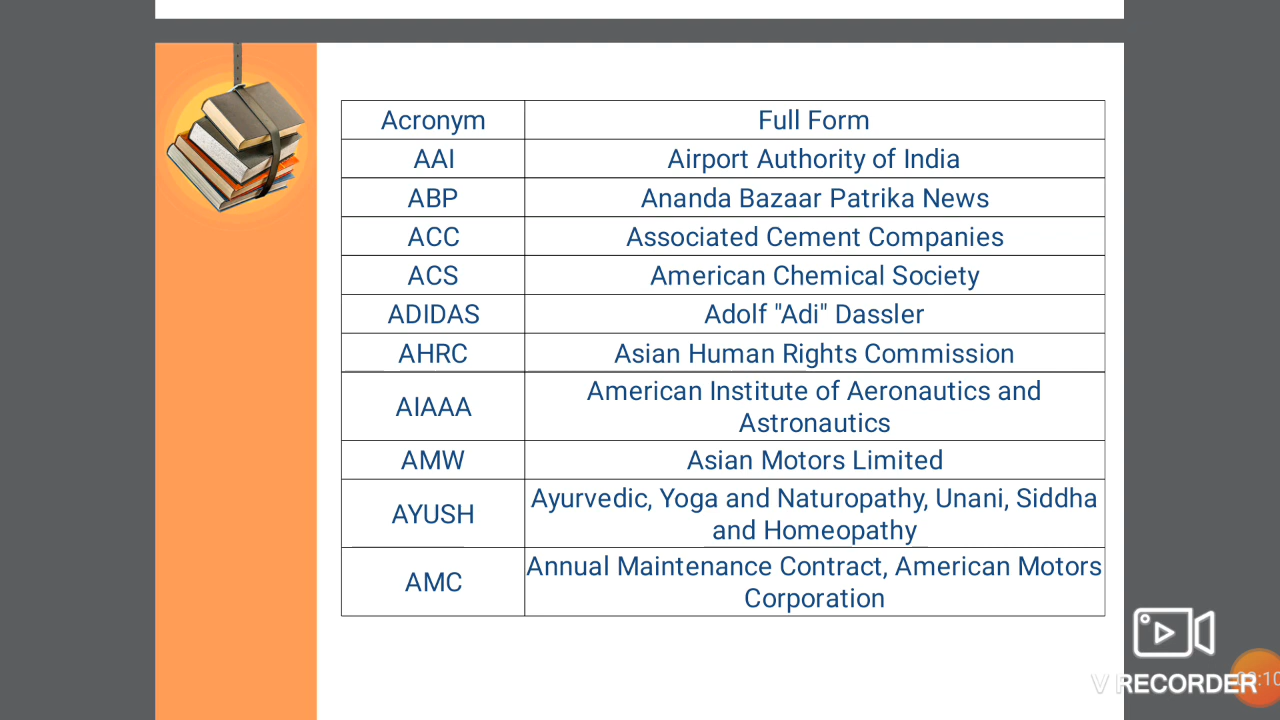 Acronym Full Form
AAI Airport Authority of India
ABP Ananda Bazaar Patrika News
ACC Associated Cement Companies
ACS American Chemical Society
ADIDAS Adolf "Adi" Dassler
AHRC Asian Human Rights Commission
AIAAA American Institute of Aeronautics and
Astronautics
AMW Asian Motors Limited
AYUSH Ayurvedic, Yoga and Naturopathy, Unani, Siddha
and Homeopathy
AMC Annual Maintenance Contract, American Motors
Corporation
V RECORDER